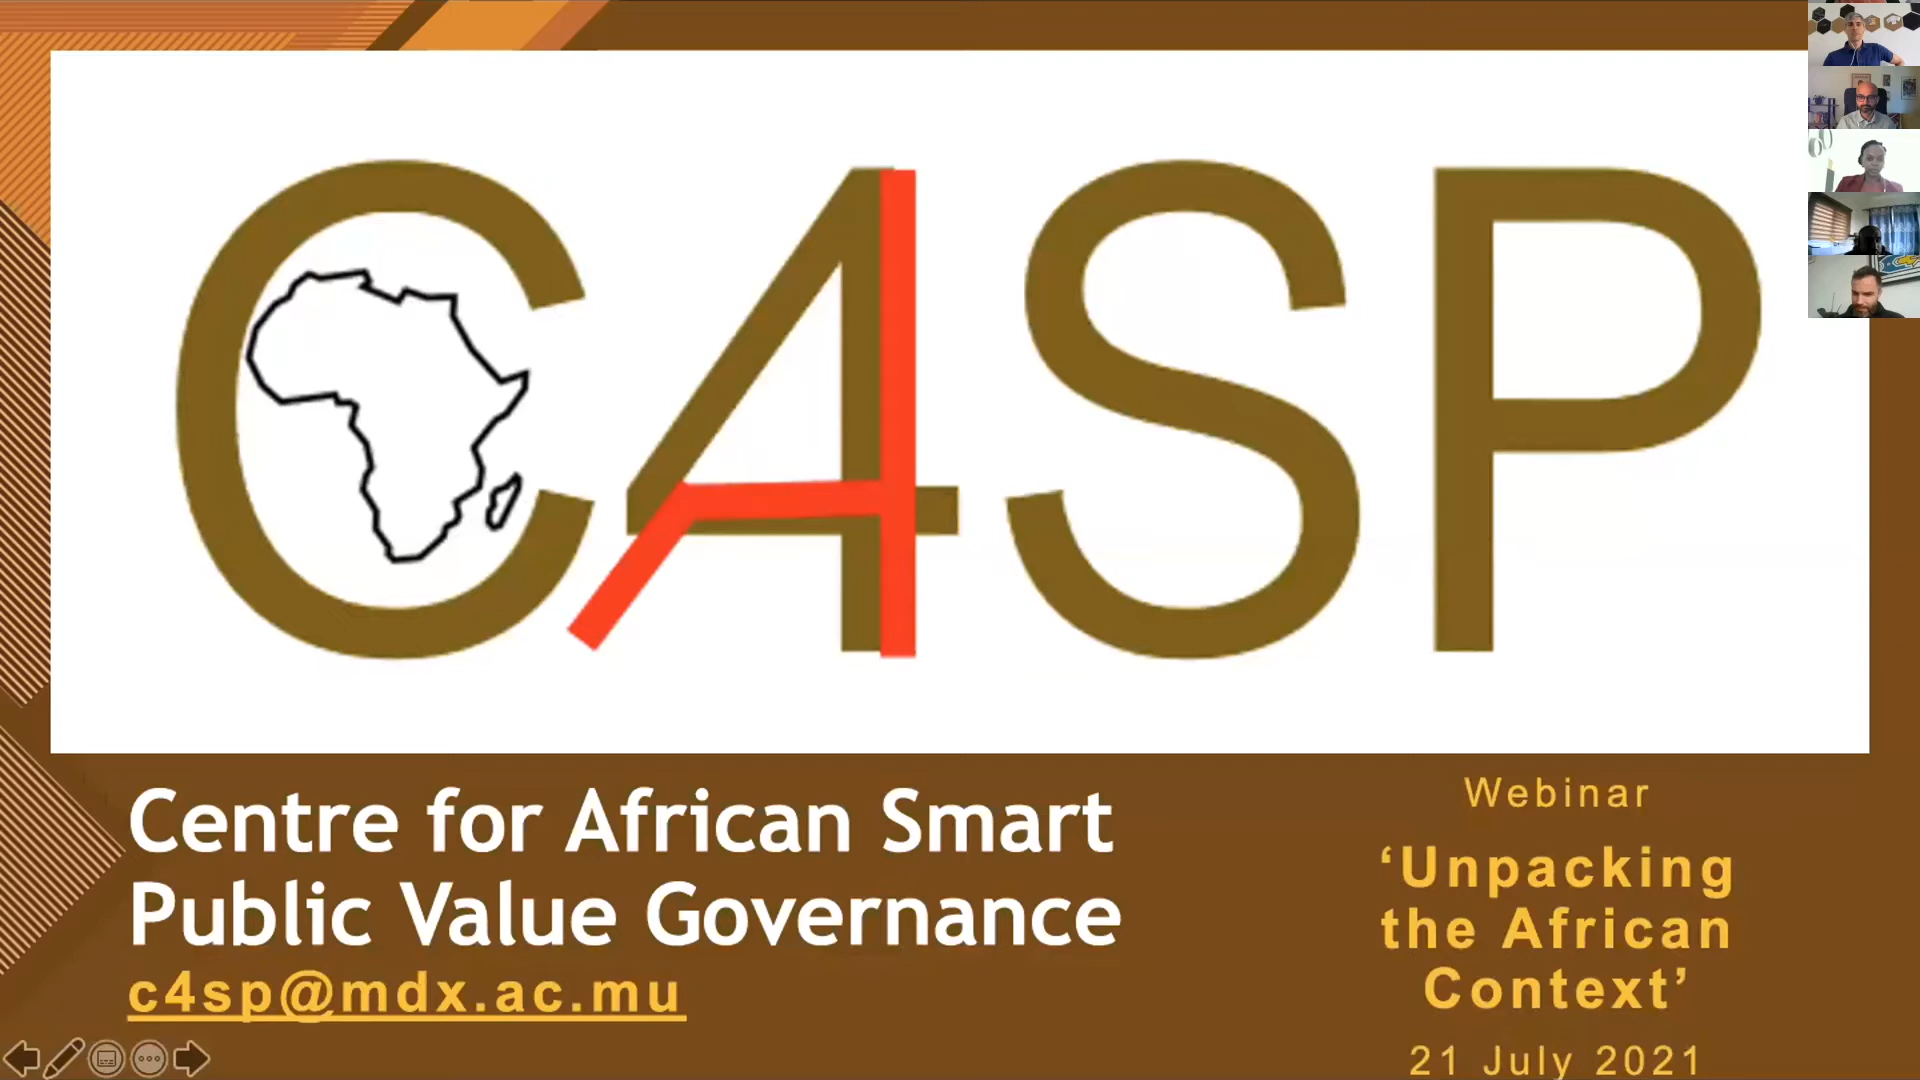 C4SP
Centre for African Smart
Public Value Governance
c4sp@mdx.ac.mu
Webinar
‘Unpacking
the African
Context’
21 July 2021